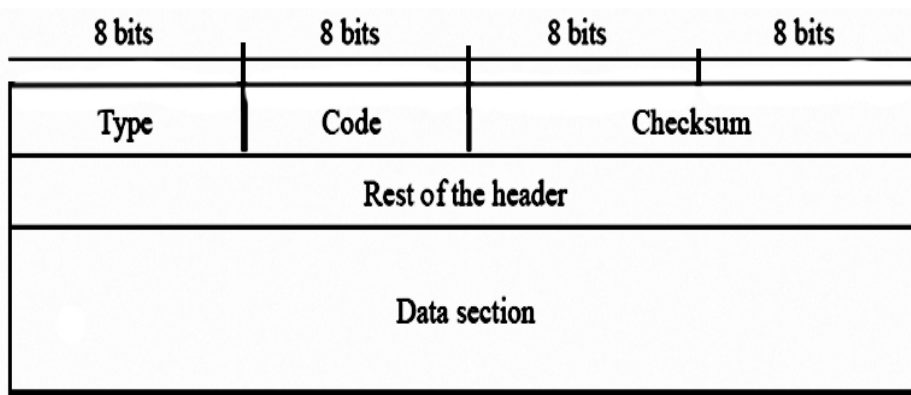 8 bits 8 bits 8 bits 8 bits
Type Code Checksum
Rest of the header
Data section